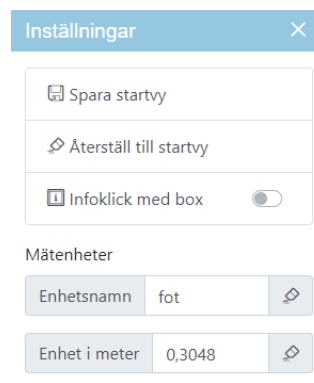 Inställningar
Spara startvy
Återställ till startvy
Infoklick med box
Mätenheter
Enhetsnamn fot
Enhet i meter 0,3048